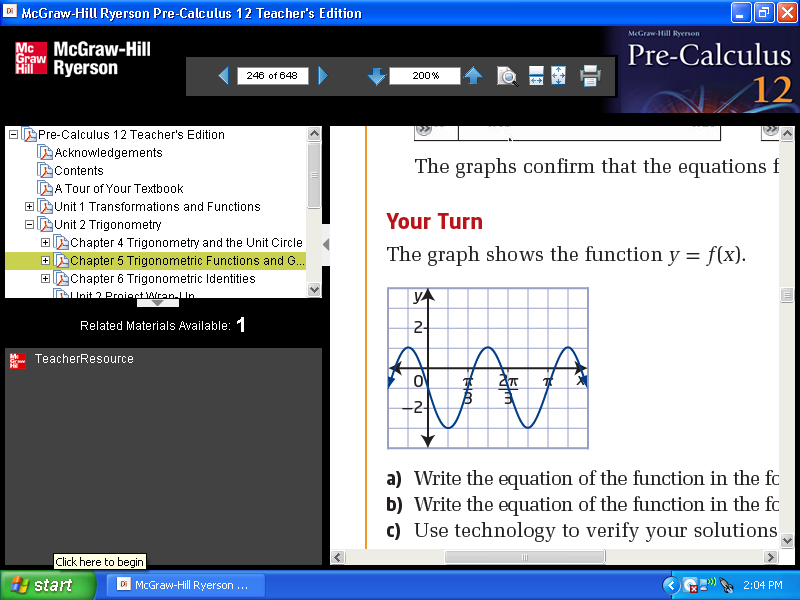 McGraw-Hill Ryerson Pre-Calculus 12 Teacher's Edition
Mc
Graw
Hill
McGraw-Hill
Ryerson
246 of 648
200%
McGraw-Hill Ryerson
Pre-Calculus
12
Pre-Calculus 12 Teacher's Edition
Acknowledgements
Contents
A Tour of Your Textbook
Unit 1 Transformations and Functions
Unit 2 Trigonometry
Chapter 4 Trigonometry and the Unit Circle
Chapter 5 Trigonometric Functions and G...
Chapter 6 Trigonometric Identities
Unit 2 Project Wrap-Up
Related Materials Available: 1
TeacherResource
The graphs confirm that the equations f
Your Turn
The graph shows the function y = f(x).
y
2
0
π/3
2π/3
π
x
−2
a) Write the equation of the function in the fo
b) Write the equation of the function in the fo
c) Use technology to verify your solutions
Click here to begin
start
McGraw-Hill Ryerson ...
2:04 PM